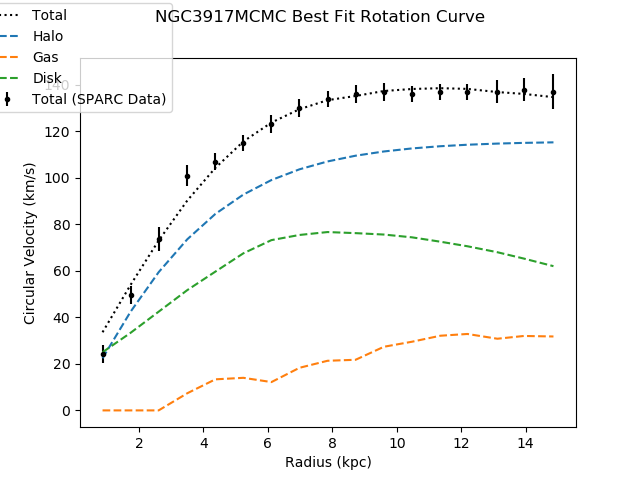 NGC3917MCMC Best Fit Rotation Curve
Total
Halo
Gas
Disk
Total (SPARC Data)
140
120
100
80
60
40
20
0
Circular Velocity (km/s)
2 4 6 8 10 12 14
Radius (kpc)